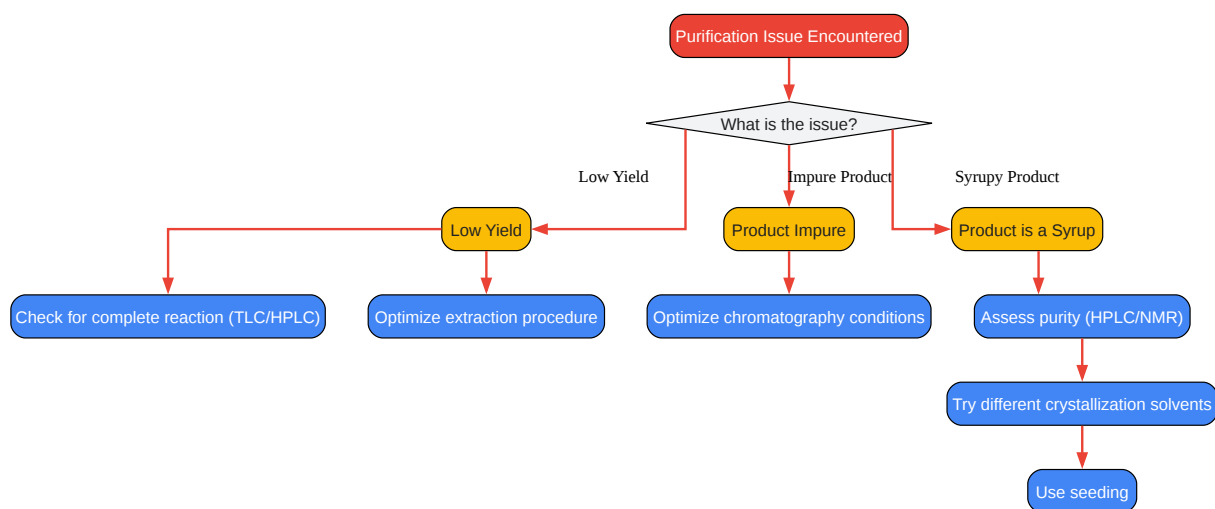 Purification Issue Encountered
What is the issue?
Low Yield
Impure Product
Syrupy Product
Low Yield
Product Impure
Product is a Syrup
Check for complete reaction (TLC/HPLC)
Optimize extraction procedure
Optimize chromatography conditions
Assess purity (HPLC/NMR)
Try different crystallization solvents
Use seeding